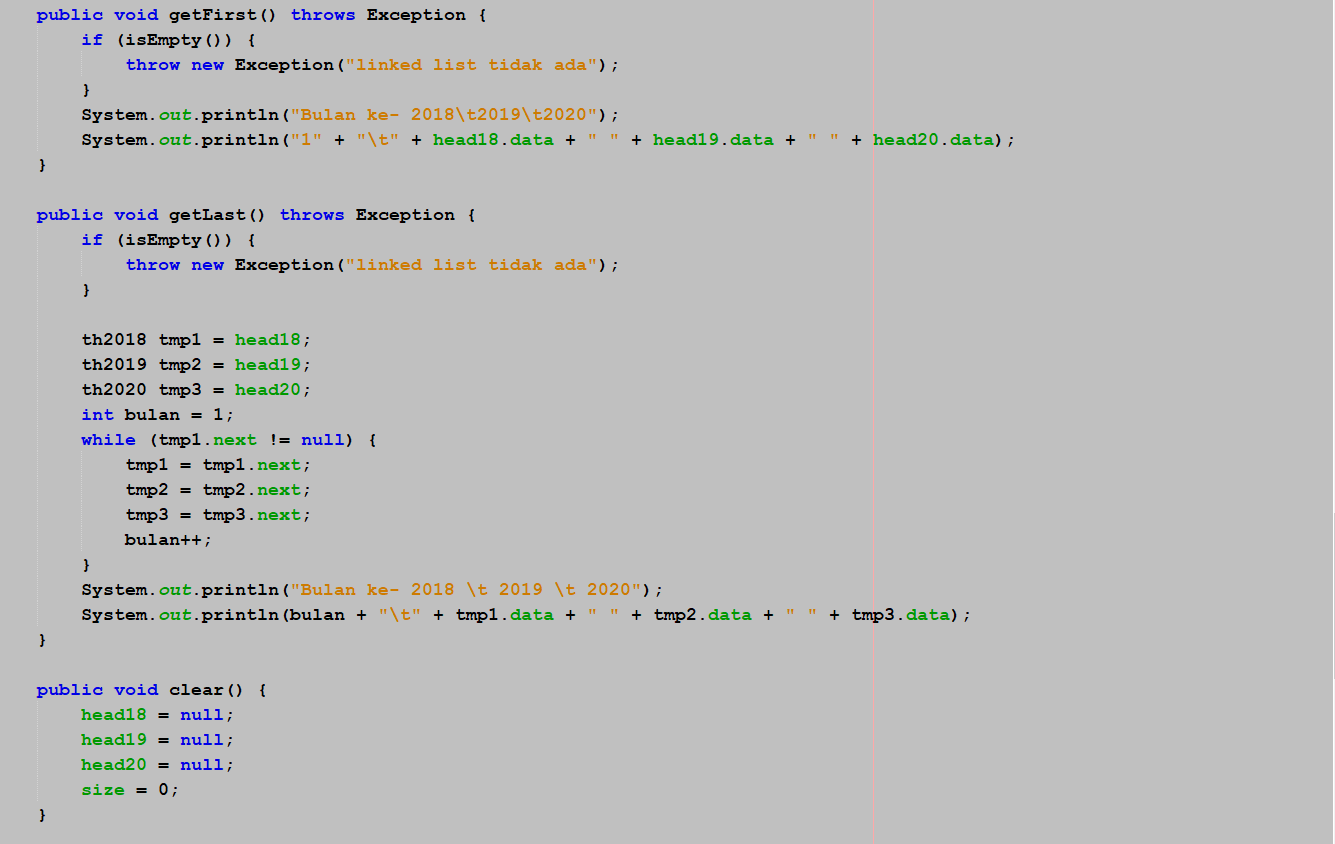 public void getFirst() throws Exception {
if (isEmpty()) {
throw new Exception("linked list tidak ada");
}
System.out.println("Bulan ke- 2018\t2019\t2020");
System.out.println("1" + "\t" + head18.data + " " + head19.data + " " + head20.data);
}
public void getLast() throws Exception {
if (isEmpty()) {
throw new Exception("linked list tidak ada");
}
th2018 tmp1 = head18;
th2019 tmp2 = head19;
th2020 tmp3 = head20;
int bulan = 1;
while (tmp1.next != null) {
tmp1 = tmp1.next;
tmp2 = tmp2.next;
tmp3 = tmp3.next;
bulan++;
}
System.out.println("Bulan ke- 2018 \t 2019 \t 2020");
System.out.println(bulan + "\t" + tmp1.data + " " + tmp2.data + " " + tmp3.data);
}
public void clear() {
head18 = null;
head19 = null;
head20 = null;
size = 0;
}